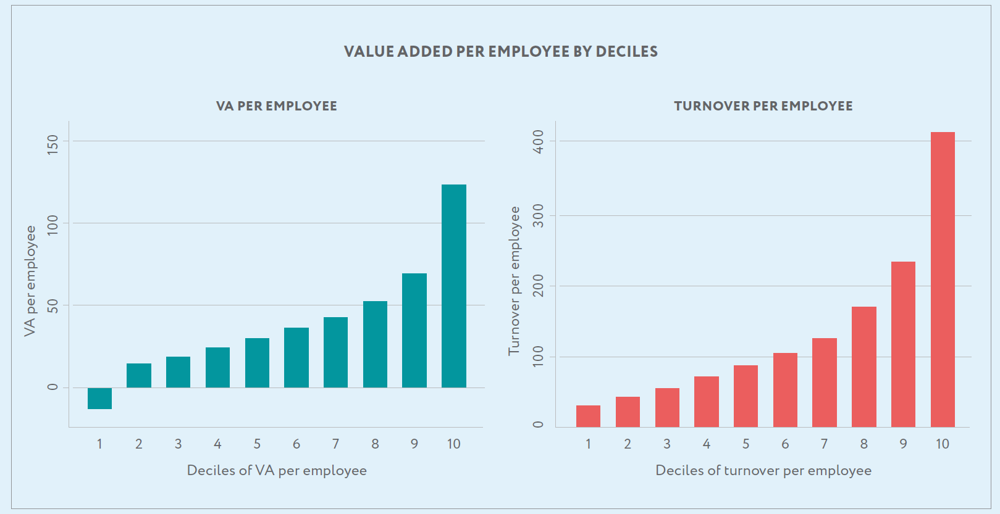 VALUE ADDED PER EMPLOYEE BY DECILES
VA PER EMPLOYEE
VA per employee
150
100
50
0
1 2 3 4 5 6 7 8 9 10
Deciles of VA per employee
TURNOVER PER EMPLOYEE
Turnover per employee
400
300
200
100
0
1 2 3 4 5 6 7 8 9 10
Deciles of turnover per employee